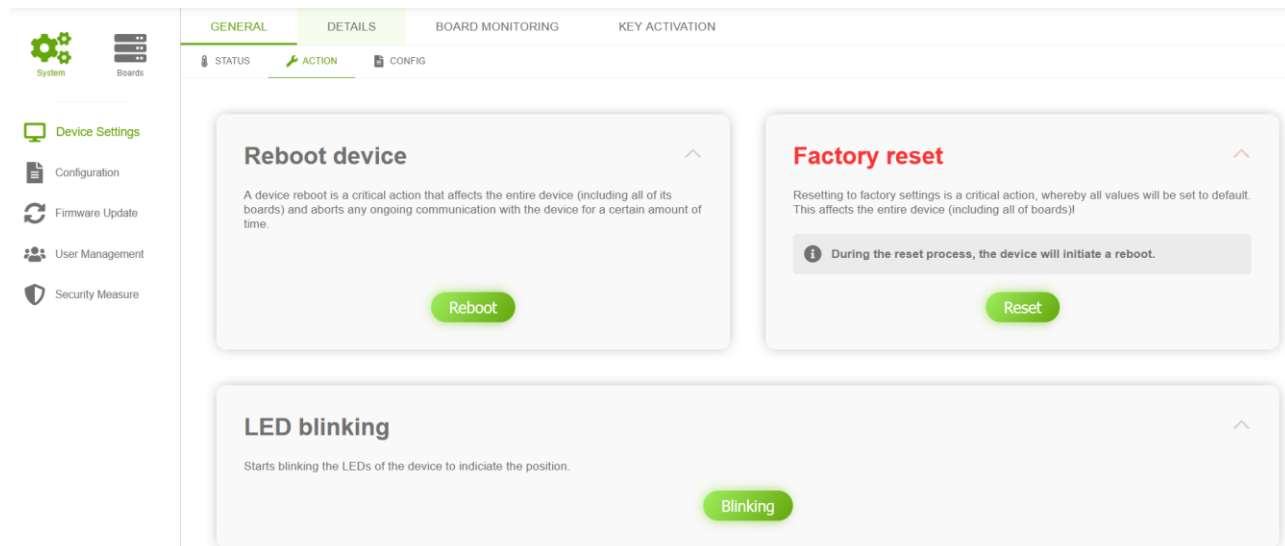 GENERAL DETAILS BOARD MONITORING KEY ACTIVATION
System Boards
STATUS ACTION CONFIG
Device Settings
Configuration
Firmware Update
User Management
Security Measure
Reboot device
A device reboot is a critical action that affects the entire device (including all of its
boards) and aborts any ongoing communication with the device for a certain amount of
time.
Reboot
Factory reset
Resetting to factory settings is a critical action, whereby all values will be set to default.
This affects the entire device (including all of boards)!
During the reset process, the device will initiate a reboot.
Reset
LED blinking
Starts blinking the LEDs of the device to indiciate the position.
Blinking